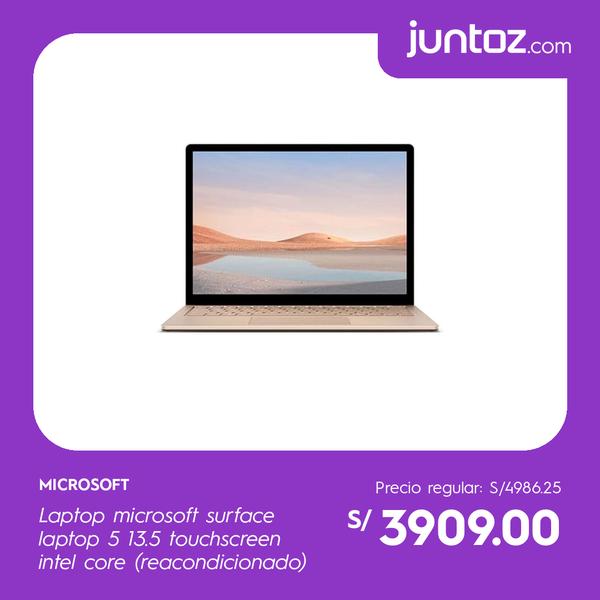 juntoz.com
MICROSOFT
Laptop microsoft surface
laptop 5 13.5 touchscreen
intel core (reacondicionado)
Precio regular: S/4986.25
S/ 3909.00